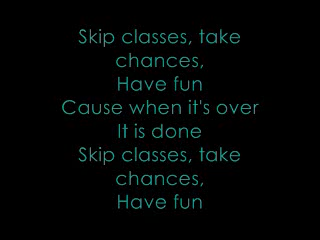 Skip classes, take
chances,
Have fun
Cause when it's over
It is done
Skip classes, take
chances,
Have fun